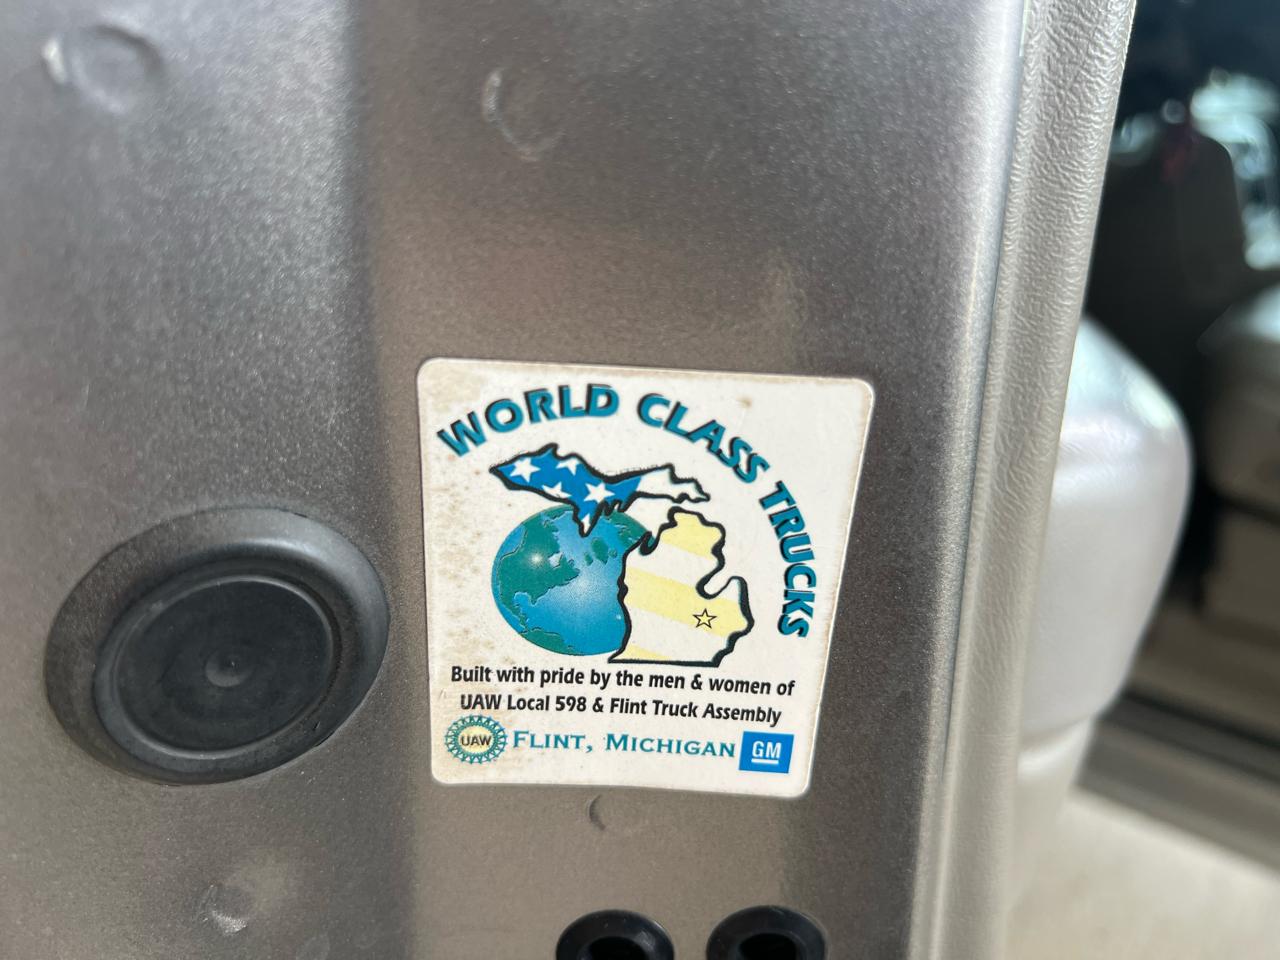 WORLD CLASS TRUCKS
Built with pride by the men & women of
UAW Local 598 & Flint Truck Assembly
UAW FLINT, MICHIGAN GM